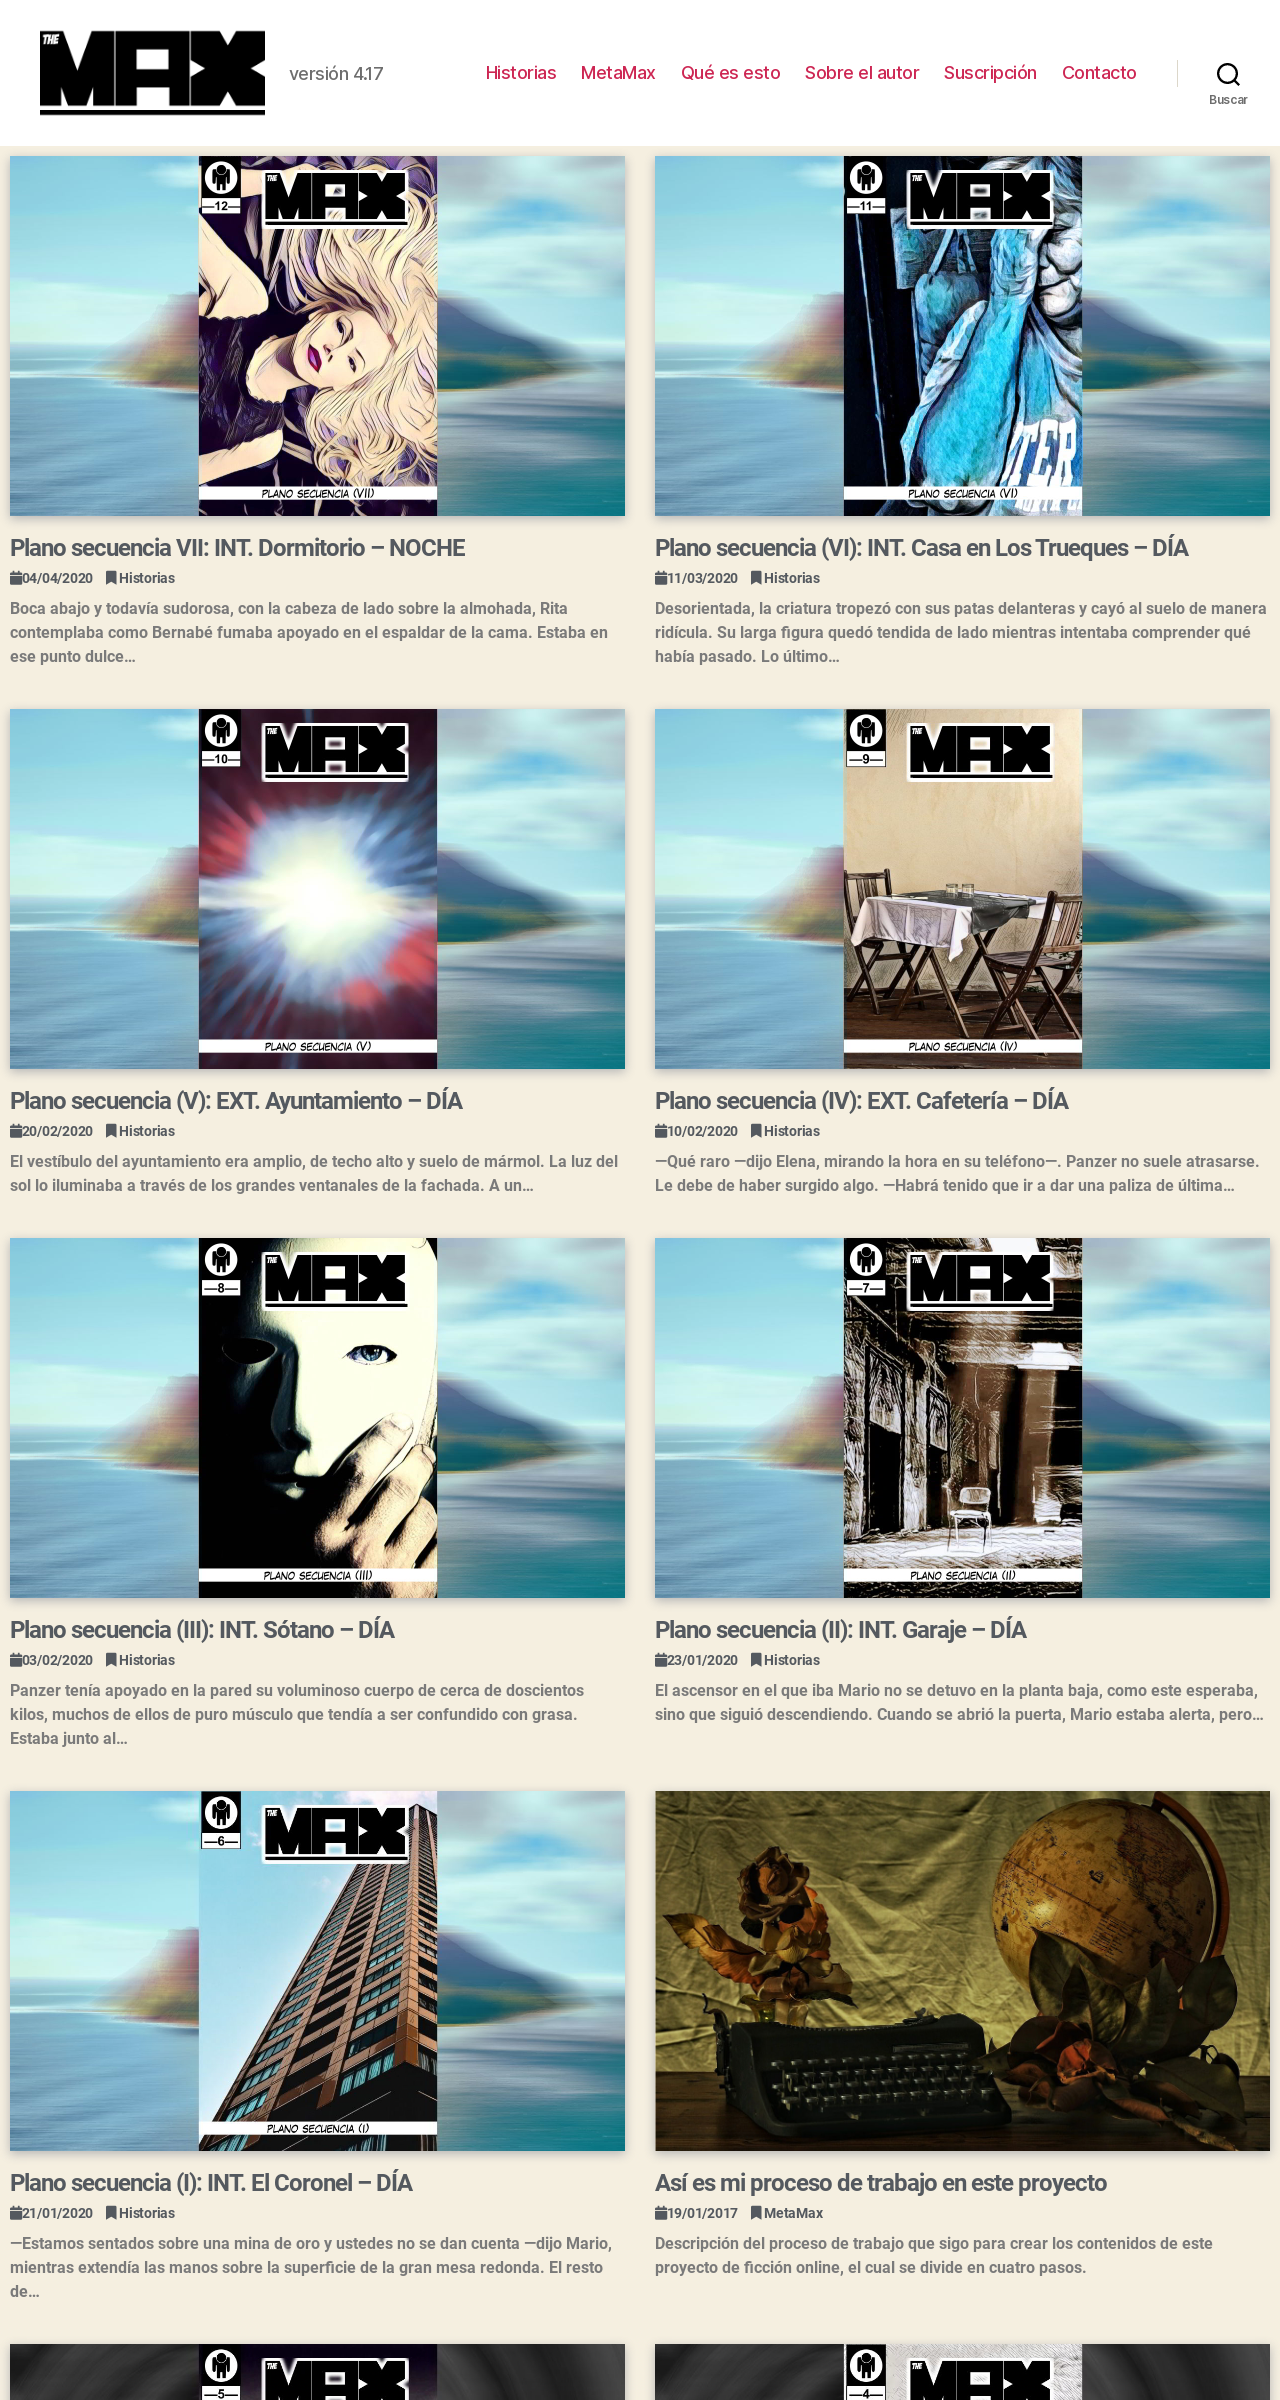 THE MAX
versión 4.17
Historias
MetaMax
Qué es esto
Sobre el autor
Suscripción
Contacto
Buscar
—12—
THE MAX
PLANO SECUENCIA (VII)
Plano secuencia VII: INT. Dormitorio – NOCHE
04/04/2020 Historias
Boca abajo y todavía sudorosa, con la cabeza de lado sobre la almohada, Rita
contemplaba como Bernabé fumaba apoyado en el espaldar de la cama. Estaba en
ese punto dulce…
—11—
THE MAX
TER
PLANO SECUENCIA (VI)
Plano secuencia (VI): INT. Casa en Los Trueques – DÍA
11/03/2020 Historias
Desorientada, la criatura tropezó con sus patas delanteras y cayó al suelo de manera
ridícula. Su larga figura quedó tendida de lado mientras intentaba comprender qué
había pasado. Lo último…
—10—
THE MAX
PLANO SECUENCIA (V)
Plano secuencia (V): EXT. Ayuntamiento – DÍA
20/02/2020 Historias
El vestíbulo del ayuntamiento era amplio, de techo alto y suelo de mármol. La luz del
sol lo iluminaba a través de los grandes ventanales de la fachada. A un…
—9—
THE MAX
PLANO SECUENCIA (IV)
Plano secuencia (IV): EXT. Cafetería – DÍA
10/02/2020 Historias
—Qué raro —dijo Elena, mirando la hora en su teléfono—. Panzer no suele atrasarse.
Le debe de haber surgido algo. —Habrá tenido que ir a dar una paliza de última…
—8—
THE MAX
PLANO SECUENCIA (III)
Plano secuencia (III): INT. Sótano – DÍA
03/02/2020 Historias
Panzer tenía apoyado en la pared su voluminoso cuerpo de cerca de doscientos
kilos, muchos de ellos de puro músculo que tendía a ser confundido con grasa.
Estaba junto al…
—7—
THE MAX
PLANO SECUENCIA (II)
Plano secuencia (II): INT. Garaje – DÍA
23/01/2020 Historias
El ascensor en el que iba Mario no se detuvo en la planta baja, como este esperaba,
sino que siguió descendiendo. Cuando se abrió la puerta, Mario estaba alerta, pero…
—6—
THE MAX
PLANO SECUENCIA (I)
Plano secuencia (I): INT. El Coronel – DÍA
21/01/2020 Historias
—Estamos sentados sobre una mina de oro y ustedes no se dan cuenta —dijo Mario,
mientras extendía las manos sobre la superficie de la gran mesa redonda. El resto
de…
Así es mi proceso de trabajo en este proyecto
19/01/2017 MetaMax
Descripción del proceso de trabajo que sigo para crear los contenidos de este
proyecto de ficción online, el cual se divide en cuatro pasos.
—5—
THE MAX
—4—
THE MAX